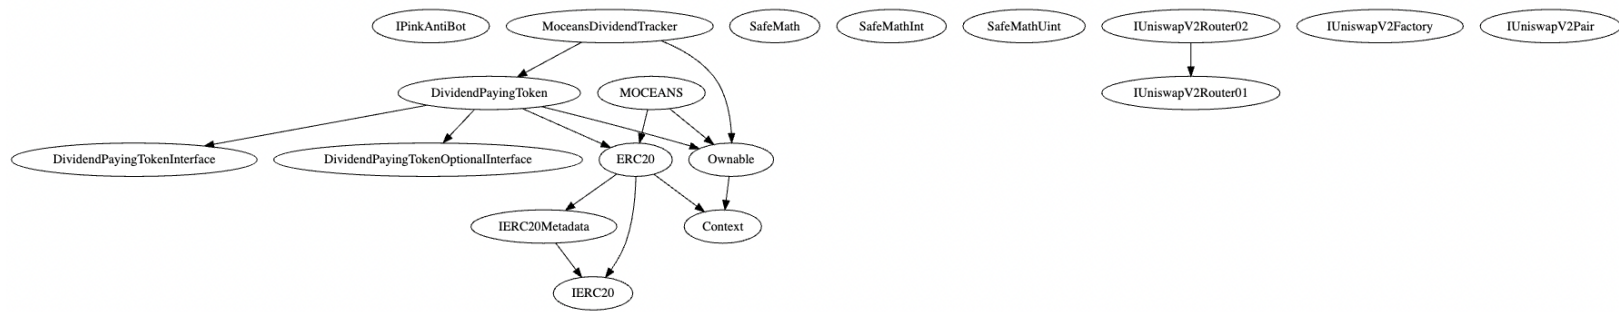 IPinkAntiBot
MoceansDividendTracker
SafeMath
SafeMathInt
SafeMathUint
IUniswapV2Router02
IUniswapV2Factory
IUniswapV2Pair
DividendPayingToken
MOCEANS
IUniswapV2Router01
DividendPayingTokenInterface
DividendPayingTokenOptionalInterface
ERC20
Ownable
IERC20Metadata
Context
IERC20